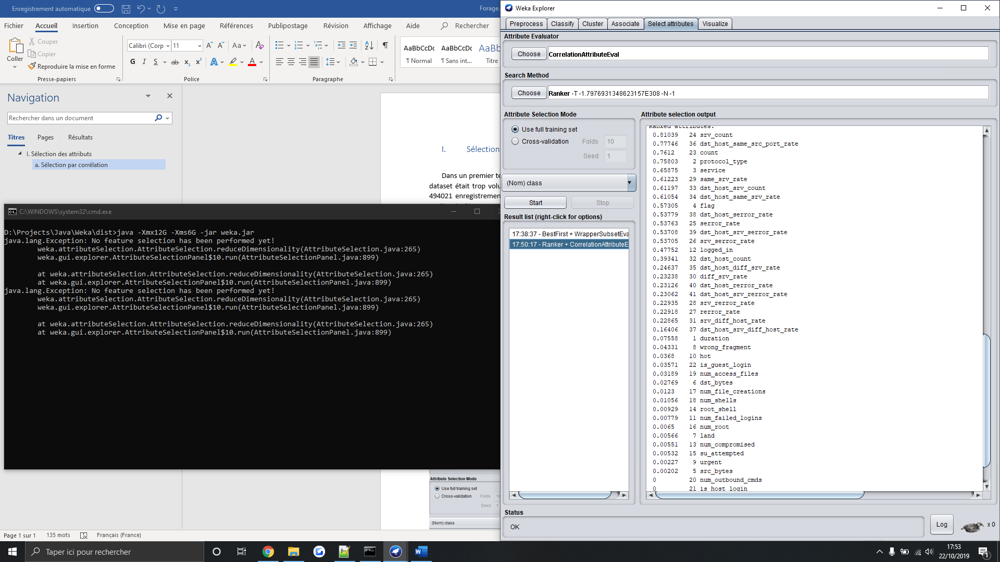 Enregistrement automatique
Forage.
Fichier
Accueil
Insertion
Conception
Mise en page
Références
Publipostage
Révision
Affichage
Aide
Rechercher
Coller
Couper
Copier
Reproduire la mise en forme
Presse-papiers
Calibri (Corp
11
Aa
G I S ab x₂ x²
Police
Paragraphe
AaBbCcDc
¶ Normal
AaBbCcDc
¶ Sans int...
AaBb
Titre
Navigation
Rechercher dans un document
Titres
Pages
Résultats
I. Sélection des attributs
a. Sélection par corrélation
I. Sélection
Dans un premier te
dataset était trop volu
494021 enregistremen
C:\WINDOWS\system32\cmd.exe
D:\Projects\Java\Weka\dist>java -Xmx12G -Xms6G -jar weka.jar
java.lang.Exception: No feature selection has been performed yet!
weka.attributeSelection.AttributeSelection.reduceDimensionality(AttributeSelection.java:265)
weka.gui.explorer.AttributeSelectionPanel$10.run(AttributeSelectionPanel.java:899)
at weka.attributeSelection.AttributeSelection.reduceDimensionality(AttributeSelection.java:265)
at weka.gui.explorer.AttributeSelectionPanel$10.run(AttributeSelectionPanel.java:899)
java.lang.Exception: No feature selection has been performed yet!
weka.attributeSelection.AttributeSelection.reduceDimensionality(AttributeSelection.java:265)
weka.gui.explorer.AttributeSelectionPanel$10.run(AttributeSelectionPanel.java:899)
at weka.attributeSelection.AttributeSelection.reduceDimensionality(AttributeSelection.java:265)
at weka.gui.explorer.AttributeSelectionPanel$10.run(AttributeSelectionPanel.java:899)
Attribute Selection Mode
Use full training set
Cross-validation Folds 10
Seed 1
(Nom) class
Page 1 sur 1
135 mots
Français (France)
Weka Explorer
Preprocess
Classify
Cluster
Associate
Select attributes
Visualize
Attribute Evaluator
Choose
CorrelationAttributeEval
Search Method
Choose
Ranker -T -1.7976931348623157E308 -N -1
Attribute Selection Mode
Use full training set
Cross-validation Folds 10
Seed 1
(Nom) class
Start
Stop
Result list (right-click for options)
17:38:37 - BestFirst + WrapperSubsetEva
17:50:17 - Ranker + CorrelationAttributeE
Attribute selection output
Ranked attributes:
0.81039 24 srv_count
0.77746 36 dst_host_same_src_port_rate
0.7612 23 count
0.75803 2 protocol_type
0.65875 3 service
0.61223 29 same_srv_rate
0.61197 33 dst_host_srv_count
0.61054 34 dst_host_same_srv_rate
0.57305 4 flag
0.53779 38 dst_host_serror_rate
0.53763 25 serror_rate
0.53708 39 dst_host_srv_serror_rate
0.53705 26 srv_serror_rate
0.47752 12 logged_in
0.39341 32 dst_host_count
0.24637 35 dst_host_diff_srv_rate
0.23238 30 diff_srv_rate
0.23126 40 dst_host_rerror_rate
0.23062 41 dst_host_srv_rerror_rate
0.22935 28 srv_rerror_rate
0.22918 27 rerror_rate
0.22865 31 srv_diff_host_rate
0.16406 37 dst_host_srv_diff_host_rate
0.07558 1 duration
0.04331 8 wrong_fragment
0.0368 10 hot
0.03571 22 is_guest_login
0.03189 19 num_access_files
0.02769 6 dst_bytes
0.0123 17 num_file_creations
0.01056 18 num_shells
0.00929 14 root_shell
0.00779 11 num_failed_logins
0.0065 16 num_root
0.00566 7 land
0.00551 13 num_compromised
0.00532 15 su_attempted
0.00227 9 urgent
0.00202 5 src_bytes
0 20 num_outbound_cmds
0 21 is_host_login
Status
OK
Log
x 0
Taper ici pour rechercher
17:53
22/10/2019
1